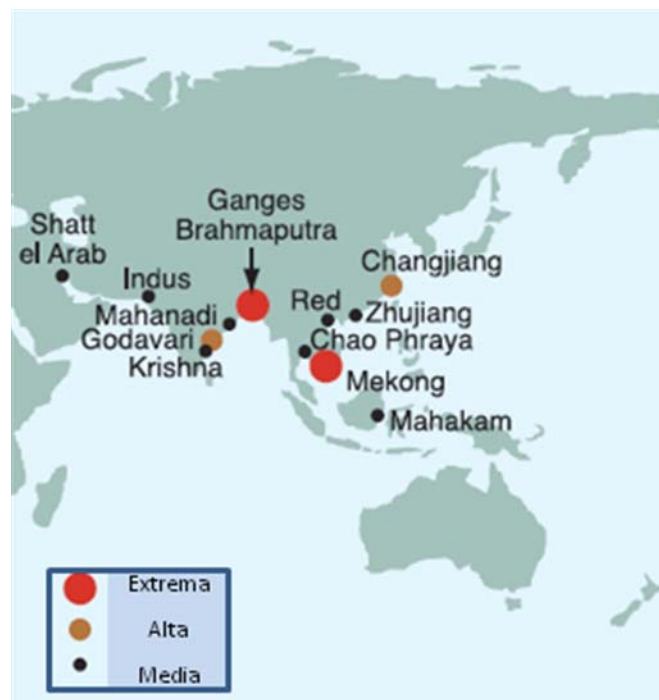 Ganges
Brahmaputra
Shatt
el Arab
Changjiang
Indus
Red
Zhujiang
Mahanadi
Godavari
Chao Phraya
Krishna
Mekong
Mahakam
Extrema
Alta
Media